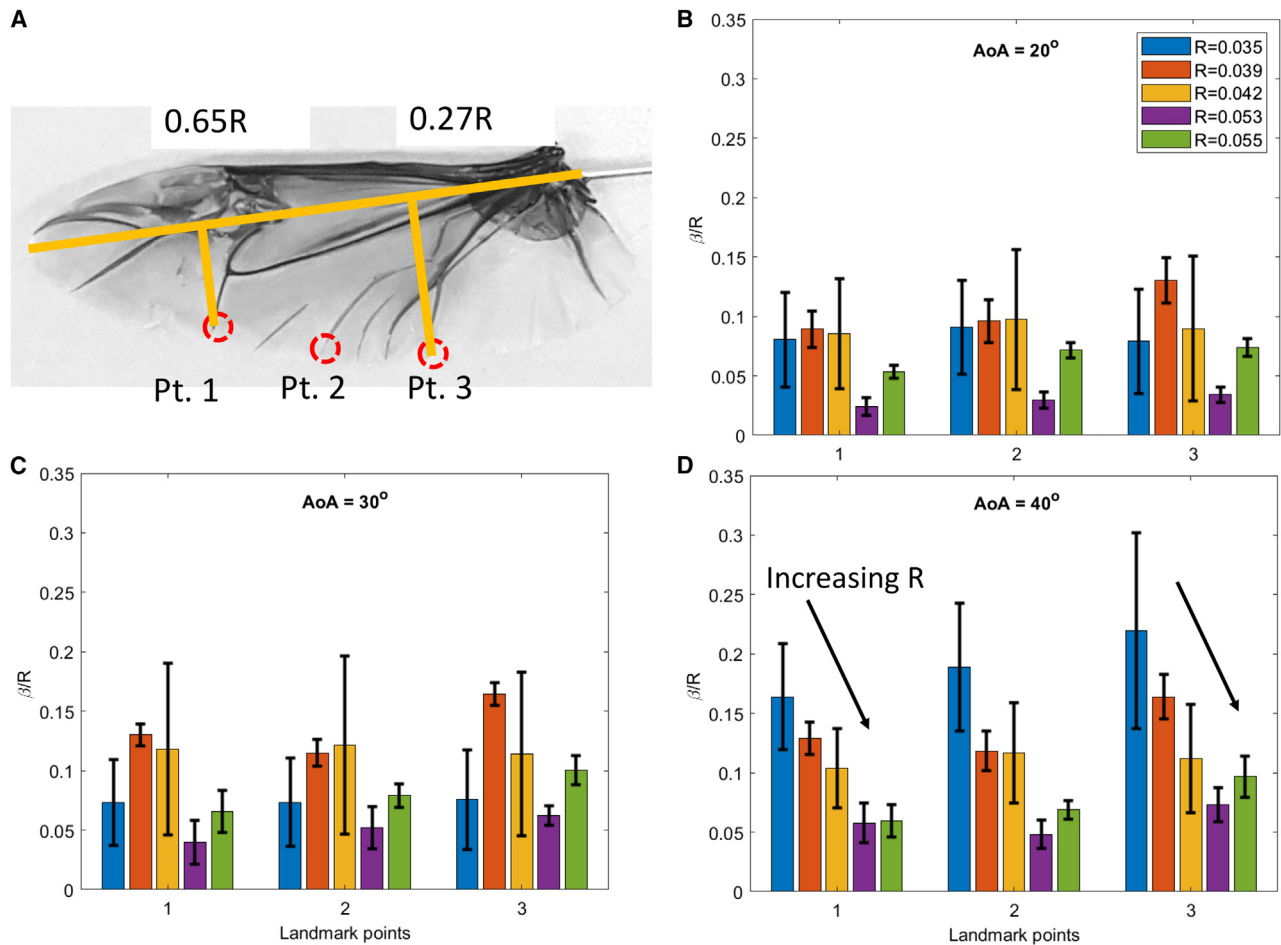 A
0.65R
0.27R
Pt. 1
Pt. 2
Pt. 3
B
AoA = 20°
R=0.035
R=0.039
R=0.042
R=0.053
R=0.055
0.35
0.3
0.25
0.2
0.15
0.1
0.05
0
β/R
1
2
3
C
AoA = 30°
0.35
0.3
0.25
0.2
0.15
0.1
0.05
0
β/R
1
2
3
Landmark points
D
AoA = 40°
Increasing R
0.35
0.3
0.25
0.2
0.15
0.1
0.05
0
β/R
1
2
3
Landmark points